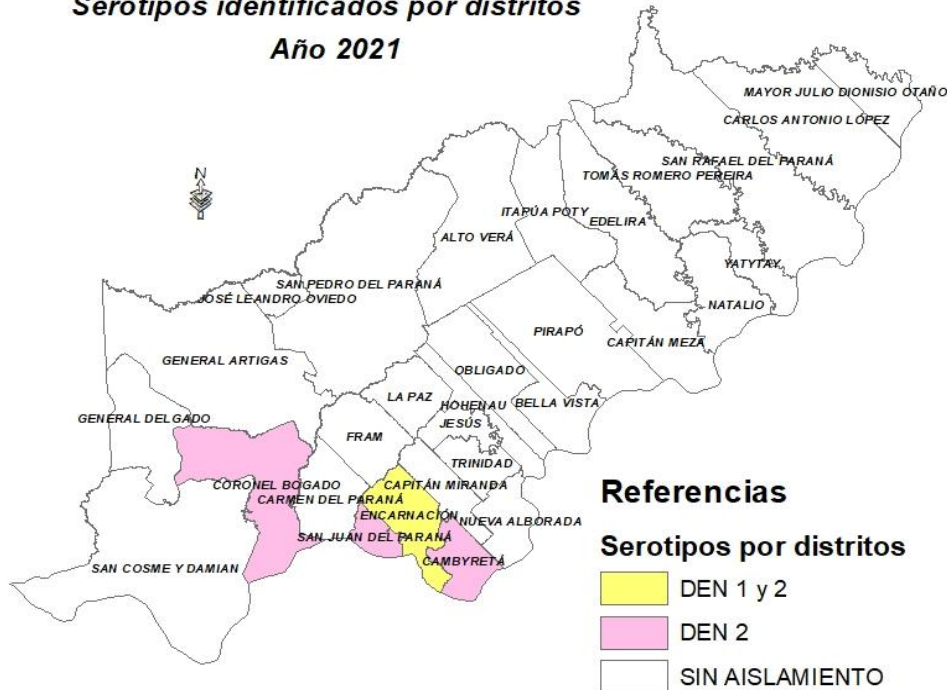 Serotipos identificados por distritos
Año 2021
N
MAYOR JULIO DIONISIO OTAÑO
CARLOS ANTONIO LÓPEZ
SAN RAFAEL DEL PARANÁ
TOMÁS ROMERO PEREIRA
ITAPÚA POTY
EDELIRA
ALTO VERÁ
YATYTAY
SAN PEDRO DEL PARANÁ
JOSÉ LEANDRO OVIEDO
NATALIO
PIRAPÓ
CAPITÁN MEZA
GENERAL ARTIGAS
OBLIGADO
LA PAZ
HOHENAU
BELLA VISTA
GENERAL DELGADO
JESÚS
FRAM
TRINIDAD
CORONEL BOGADO
CAPITÁN MIRANDA
CARMEN DEL PARANÁ
ENCARNACIÓN
NUEVA ALBORADA
SAN JUAN DEL PARANÁ
CAMBYRETÁ
SAN COSME Y DAMIAN
Referencias
Serotipos por distritos
DEN 1 y 2
DEN 2
SIN AISLAMIENTO